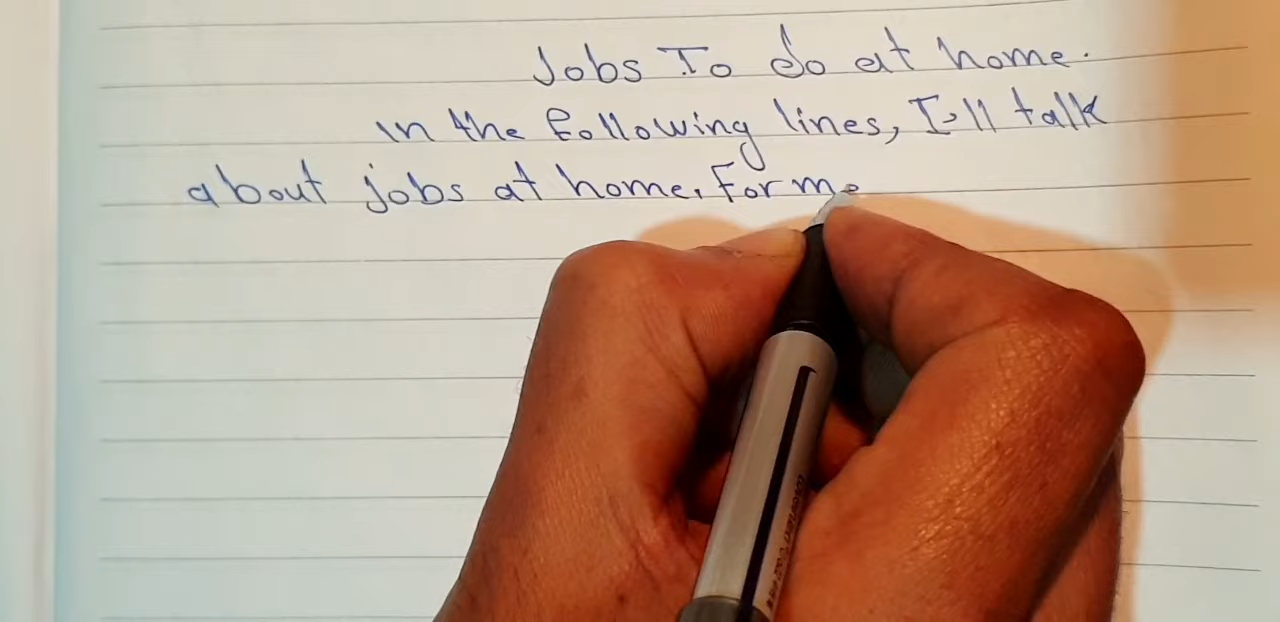 Jobs To do at home.
in the following lines, I'll talk
about jobs at home. For me